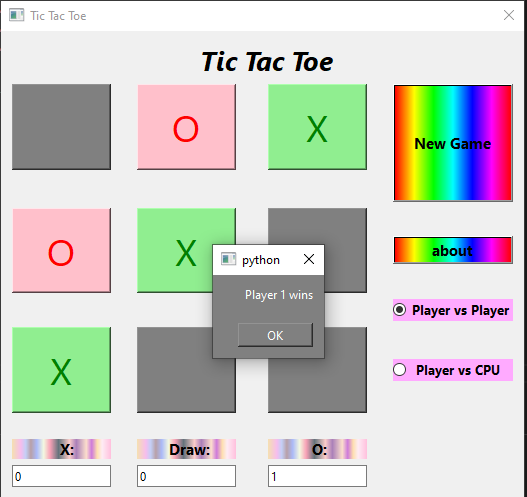 Tic Tac Toe
Tic Tac Toe
O
X
New Game
O
X
python
about
Player 1 wins
Player vs Player
OK
X
Player vs CPU
X:
Draw:
O:
0
0
1